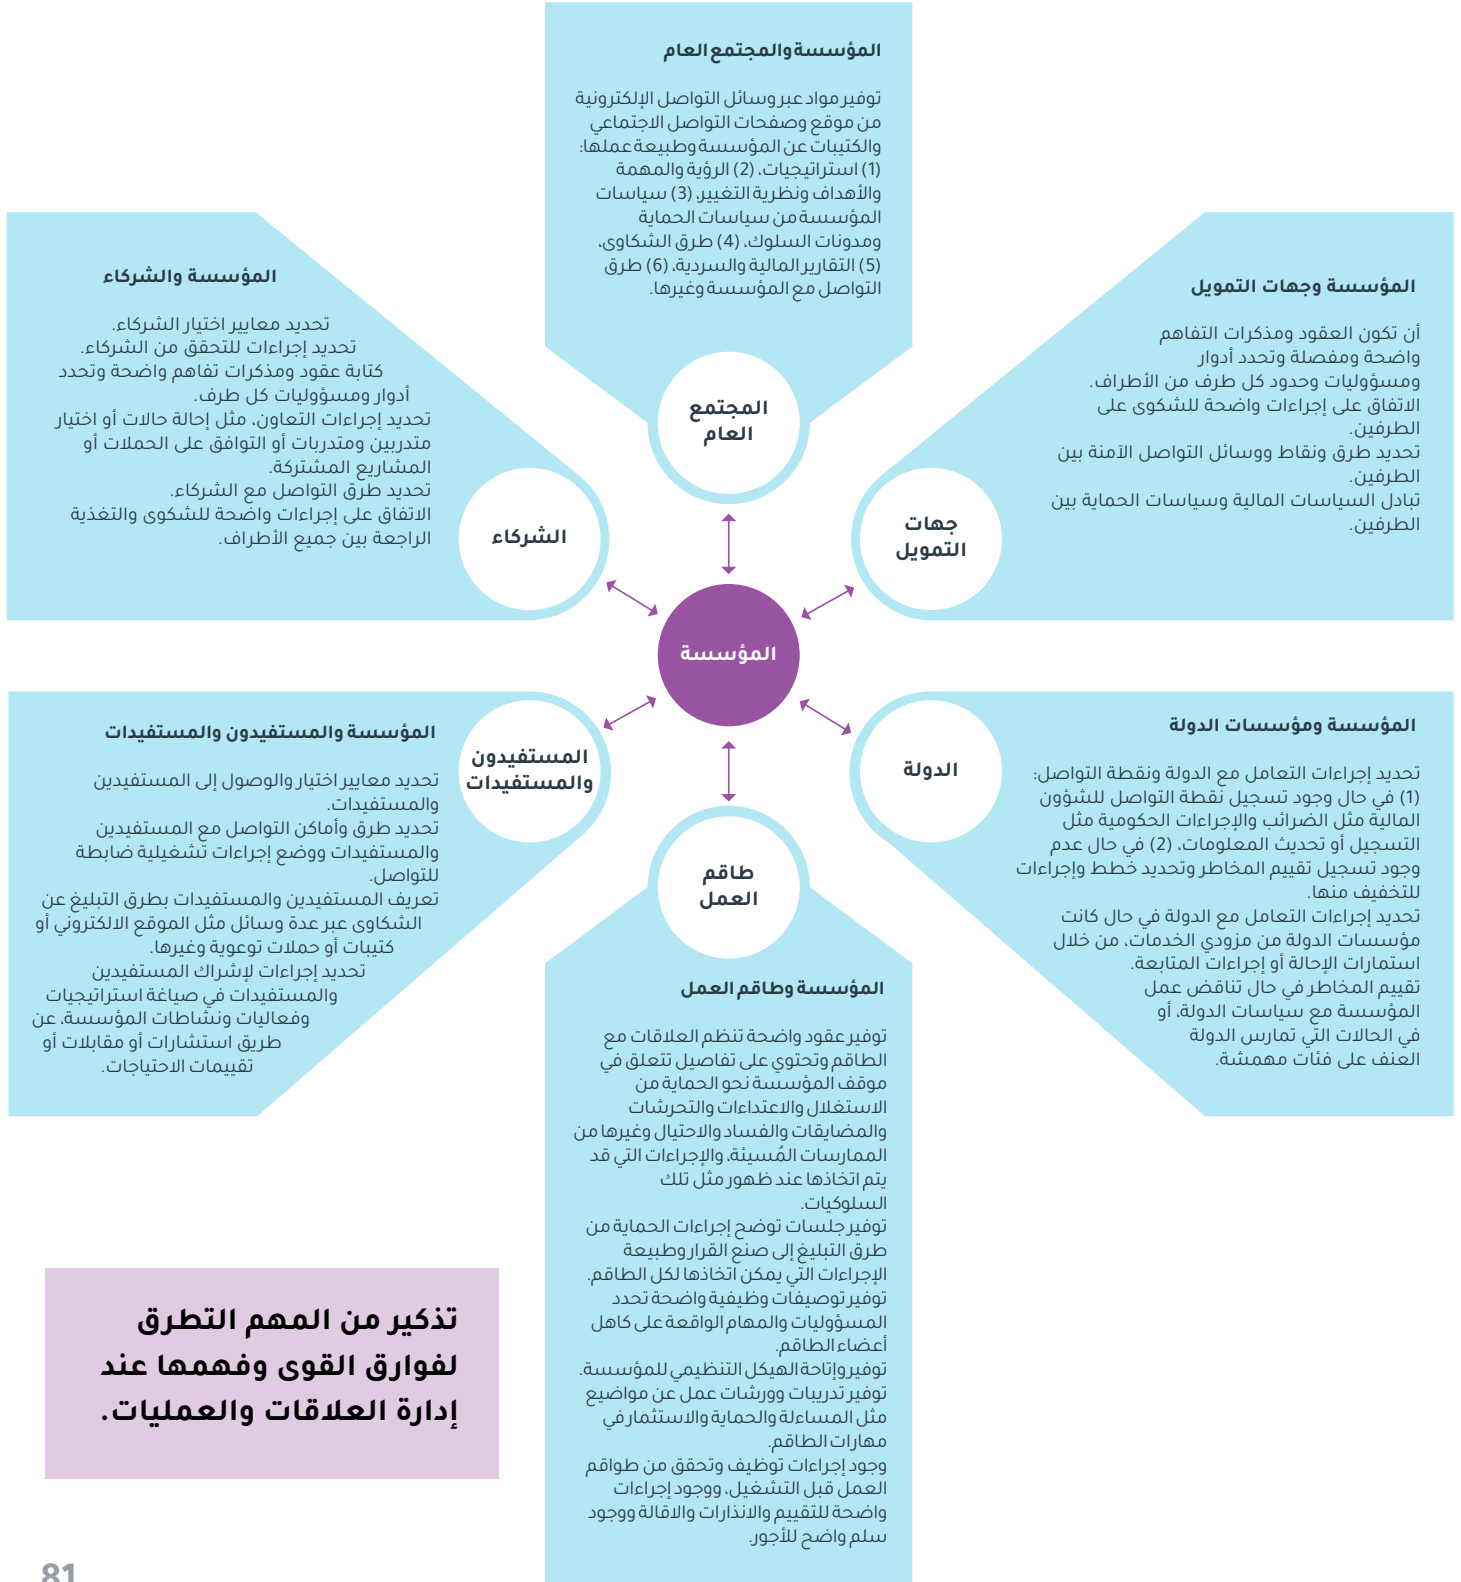 المؤسسة والمجتمع العام
توفير مواد عبر وسائل التواصل الإلكترونية
من موقع وصفحات التواصل الاجتماعي
والكتيبات عن المؤسسة وطبيعة عملها:
(1) استراتيجيات، (2) الرؤية والمهمة
والأهداف ونظرية التغيير، (3) سياسات
المؤسسة من سياسات الحماية
ومدونات السلوك، (4) طرق الشكاوى،
(5) التقارير المالية والسردية، (6) طرق
التواصل مع المؤسسة وغيرها.
المجتمع
العام
المؤسسة وجهات التمويل
أن تكون العقود ومذكرات التفاهم
واضحة ومفصلة وتحدد أدوار
ومسؤوليات وحدود كل طرف من الأطراف.
الاتفاق على إجراءات واضحة للشكوى على
الطرفين.
تحديد طرق ونقاط ووسائل التواصل الآمنة بين
الطرفين.
تبادل السياسات المالية وسياسات الحماية بين
الطرفين.
جهات
التمويل
المؤسسة والشركاء
تحديد معايير اختيار الشركاء.
تحديد إجراءات للتحقق من الشركاء.
كتابة عقود ومذكرات تفاهم واضحة وتحدد
أدوار ومسؤوليات كل طرف.
تحديد إجراءات التعاون، مثل إحالة حالات أو اختيار
متدربين ومتدربات أو التوافق على الحملات أو
المشاريع المشتركة.
تحديد طرق التواصل مع الشركاء.
الاتفاق على إجراءات واضحة للشكوى والتغذية
الراجعة بين جميع الأطراف.
الشركاء
المؤسسة
المؤسسة ومؤسسات الدولة
تحديد إجراءات التعامل مع الدولة ونقطة التواصل:
(1) في حال وجود تسجيل نقطة التواصل للشؤون
المالية مثل الضرائب والإجراءات الحكومية مثل
التسجيل أو تحديث المعلومات، (2) في حال عدم
وجود تسجيل تقييم المخاطر وتحديد خطط وإجراءات
للتخفيف منها.
تحديد إجراءات التعامل مع الدولة في حال كانت
مؤسسات الدولة من مزودي الخدمات، من خلال
استمارات الإحالة أو إجراءات المتابعة.
تقييم المخاطر في حال تناقض عمل
المؤسسة مع سياسات الدولة، أو
في الحالات التي تمارس الدولة
العنف على فئات مهمشة.
الدولة
المؤسسة والمستفيدون والمستفيدات
تحديد معايير اختيار والوصول إلى المستفيدين
والمستفيدات.
تحديد طرق وأماكن التواصل مع المستفيدين
والمستفيدات ووضع إجراءات تشغيلية ضابطة
للتواصل.
تعريف المستفيدين والمستفيدات بطرق التبليغ عن
الشكاوى عبر عدة وسائل مثل الموقع الالكتروني أو
كتيبات أو حملات توعوية وغيرها.
تحديد إجراءات لإشراك المستفيدين
والمستفيدات في صياغة استراتيجيات
وفعاليات ونشاطات المؤسسة، عن
طريق استشارات أو مقابلات أو
تقييمات الاحتياجات.
المستفيدون
والمستفيدات
طاقم
العمل
المؤسسة وطاقم العمل
توفير عقود واضحة تنظم العلاقات مع
الطاقم وتحتوي على تفاصيل تتعلق في
موقف المؤسسة نحو الحماية من
الاستغلال والاعتداءات والتحرشات
والمضايقات والفساد والاحتيال وغيرها من
الممارسات المُسيئة، والإجراءات التي قد
يتم اتخاذها عند ظهور مثل تلك
السلوكيات.
توفير جلسات توضح إجراءات الحماية من
طرق التبليغ إلى صنع القرار وطبيعة
الإجراءات التي يمكن اتخاذها لكل الطاقم.
توفير توصيفات وظيفية واضحة تحدد
المسؤوليات والمهام الواقعة على كاهل
أعضاء الطاقم.
توفير وإتاحة الهيكل التنظيمي للمؤسسة.
توفير تدريبات وورشات عمل عن مواضيع
مثل المساءلة والحماية والاستثمار في
مهارات الطاقم.
وجود إجراءات توظيف وتحقق من طواقم
العمل قبل التشغيل، ووجود إجراءات
واضحة للتقييم والانذارات والاقالة ووجود
سلم واضح للأجور.
تذكير من المهم التطرق
لفوارق القوى وفهمها عند
إدارة العلاقات والعمليات.
81